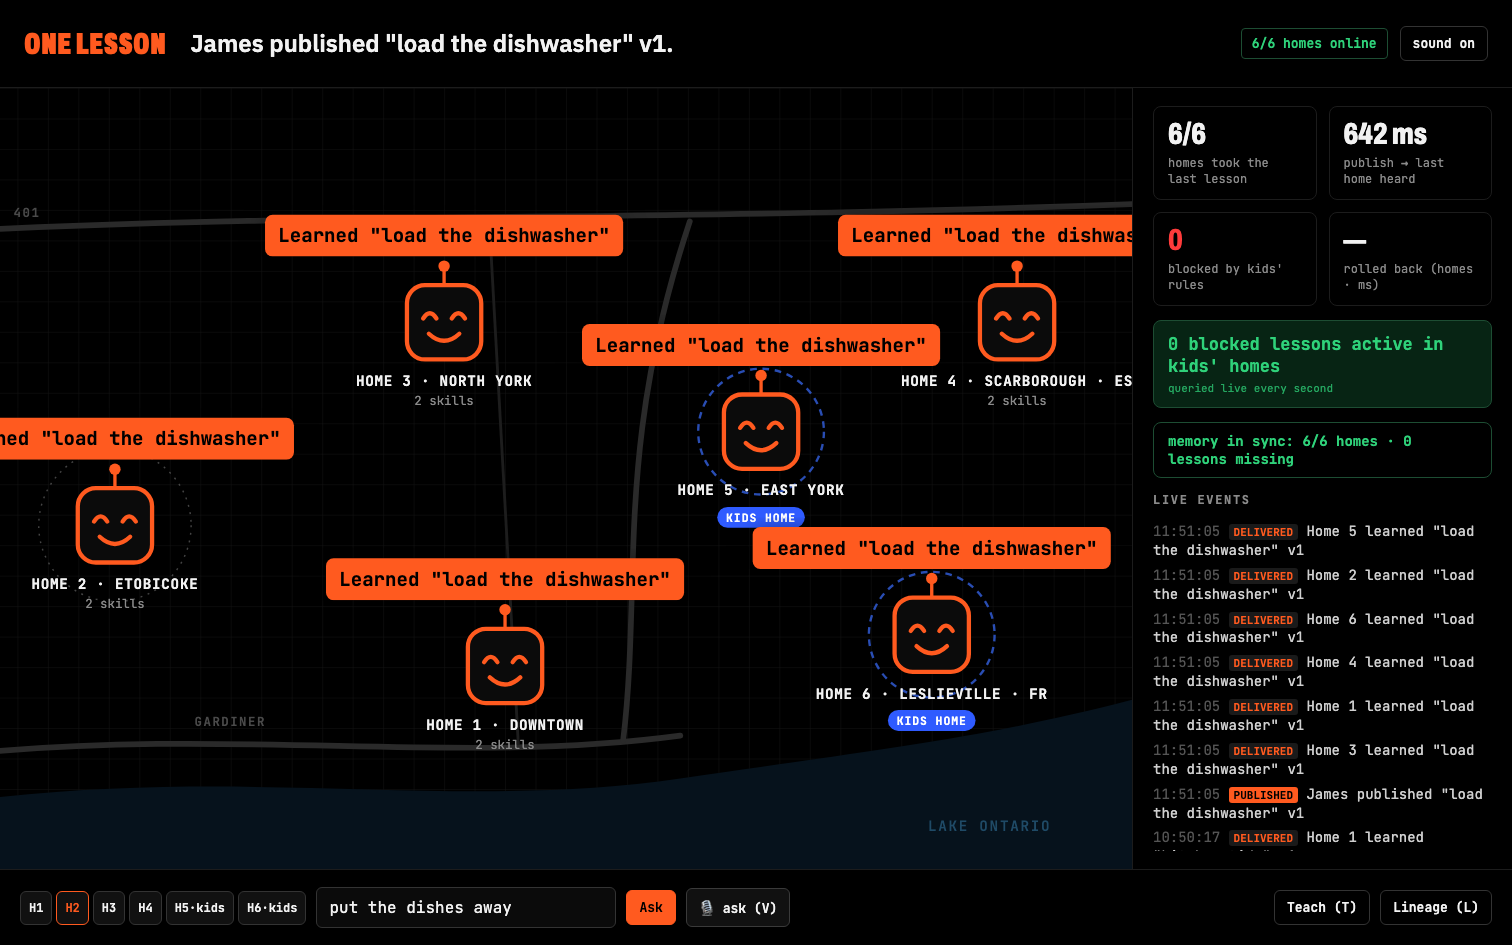 ONE LESSON
James published "load the dishwasher" v1.
6/6 homes online
sound on
401
Learned "load the dishwasher"
HOME 3 · NORTH YORK
2 skills
Learned "load the dishwas
HOME 4 · SCARBOROUGH · ES
2 skills
Learned "load the dishwasher"
HOME 5 · EAST YORK
KIDS HOME
ned "load the dishwasher"
HOME 2 · ETOBICOKE
2 skills
Learned "load the dishwasher"
HOME 6 · LESLIEVILLE · FR
KIDS HOME
Learned "load the dishwasher"
HOME 1 · DOWNTOWN
2 skills
GARDINER
LAKE ONTARIO
6/6
homes took the
last lesson
642 ms
publish → last
home heard
0
blocked by kids'
rules
—
rolled back (homes
· ms)
0 blocked lessons active in
kids' homes
queried live every second
memory in sync: 6/6 homes · 0
lessons missing
LIVE EVENTS
11:51:05 DELIVERED Home 5 learned "load
the dishwasher" v1
11:51:05 DELIVERED Home 2 learned "load
the dishwasher" v1
11:51:05 DELIVERED Home 6 learned "load
the dishwasher" v1
11:51:05 DELIVERED Home 4 learned "load
the dishwasher" v1
11:51:05 DELIVERED Home 1 learned "load
the dishwasher" v1
11:51:05 DELIVERED Home 3 learned "load
the dishwasher" v1
11:51:05 PUBLISHED James published "load
the dishwasher" v1
10:50:17 DELIVERED Home 1 learned
H1
H2
H3
H4
H5·kids
H6·kids
put the dishes away
Ask
ask (V)
Teach (T)
Lineage (L)